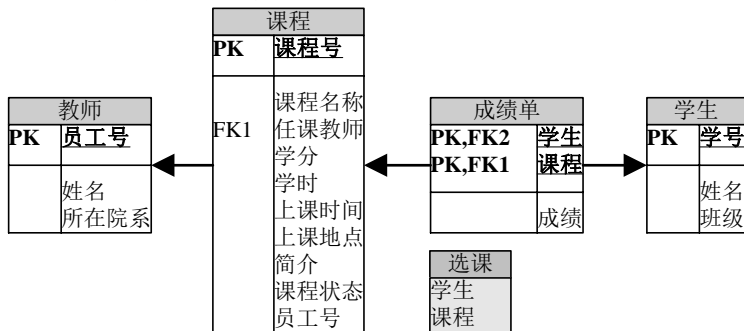 课程
PK 课程号
FK1 课程名称
任课教师
学分
学时
上课时间
上课地点
简介
课程状态
员工号
教师
PK 员工号
姓名
所在院系
成绩单
PK,FK2 学生
PK,FK1 课程
成绩
学生
PK 学号
姓名
班级
选课
学生
课程